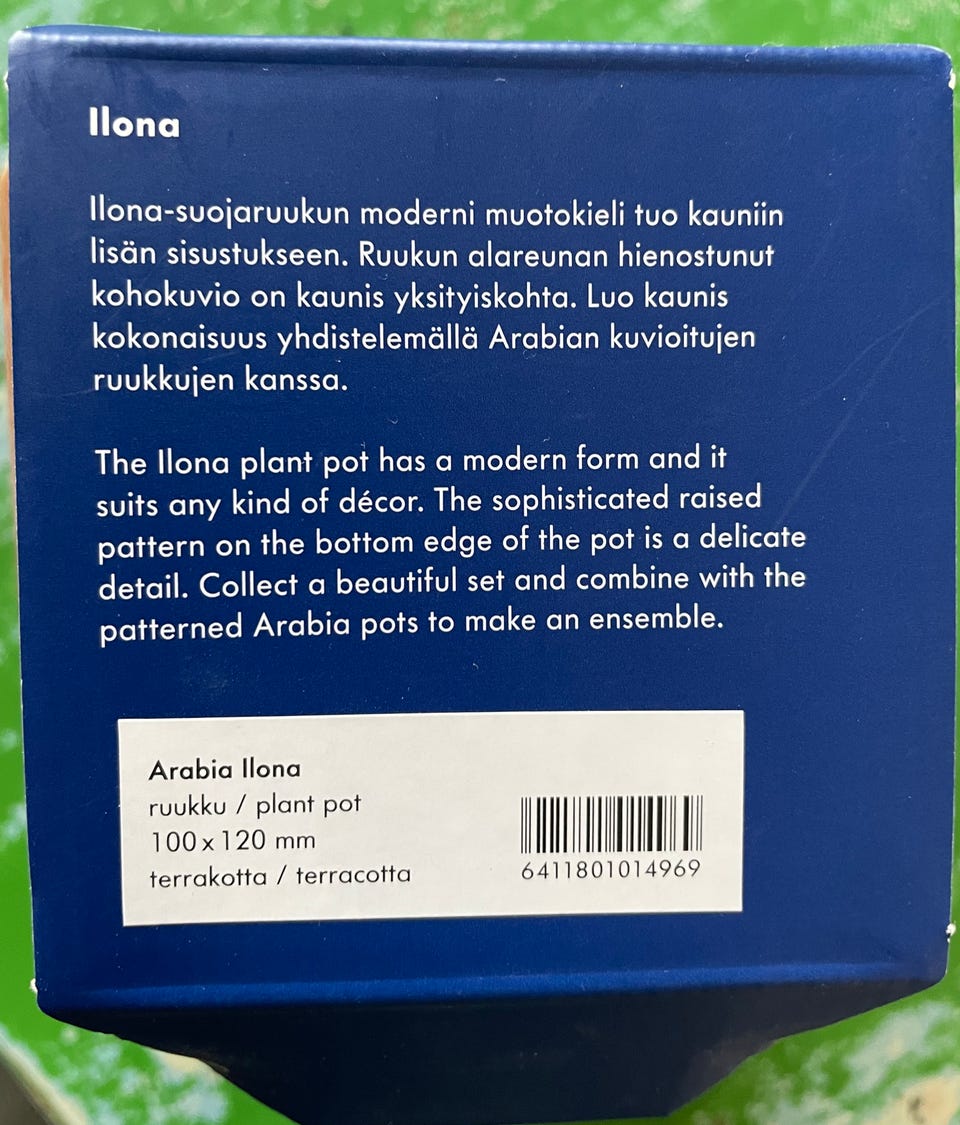 Ilona
Ilona-suojaruukun moderni muotokieli tuo kauniin
lisän sisustukseen. Ruukun alareunan hienostunut
kohokuvio on kaunis yksityiskohta. Luo kaunis
kokonaisuus yhdistelemällä Arabian kuvioitujen
ruukkujen kanssa.
The Ilona plant pot has a modern form and it
suits any kind of décor. The sophisticated raised
pattern on the bottom edge of the pot is a delicate
detail. Collect a beautiful set and combine with the
patterned Arabia pots to make an ensemble.
Arabia Ilona
ruukku / plant pot
100 x 120 mm
terrakotta / terracotta
6411801014969